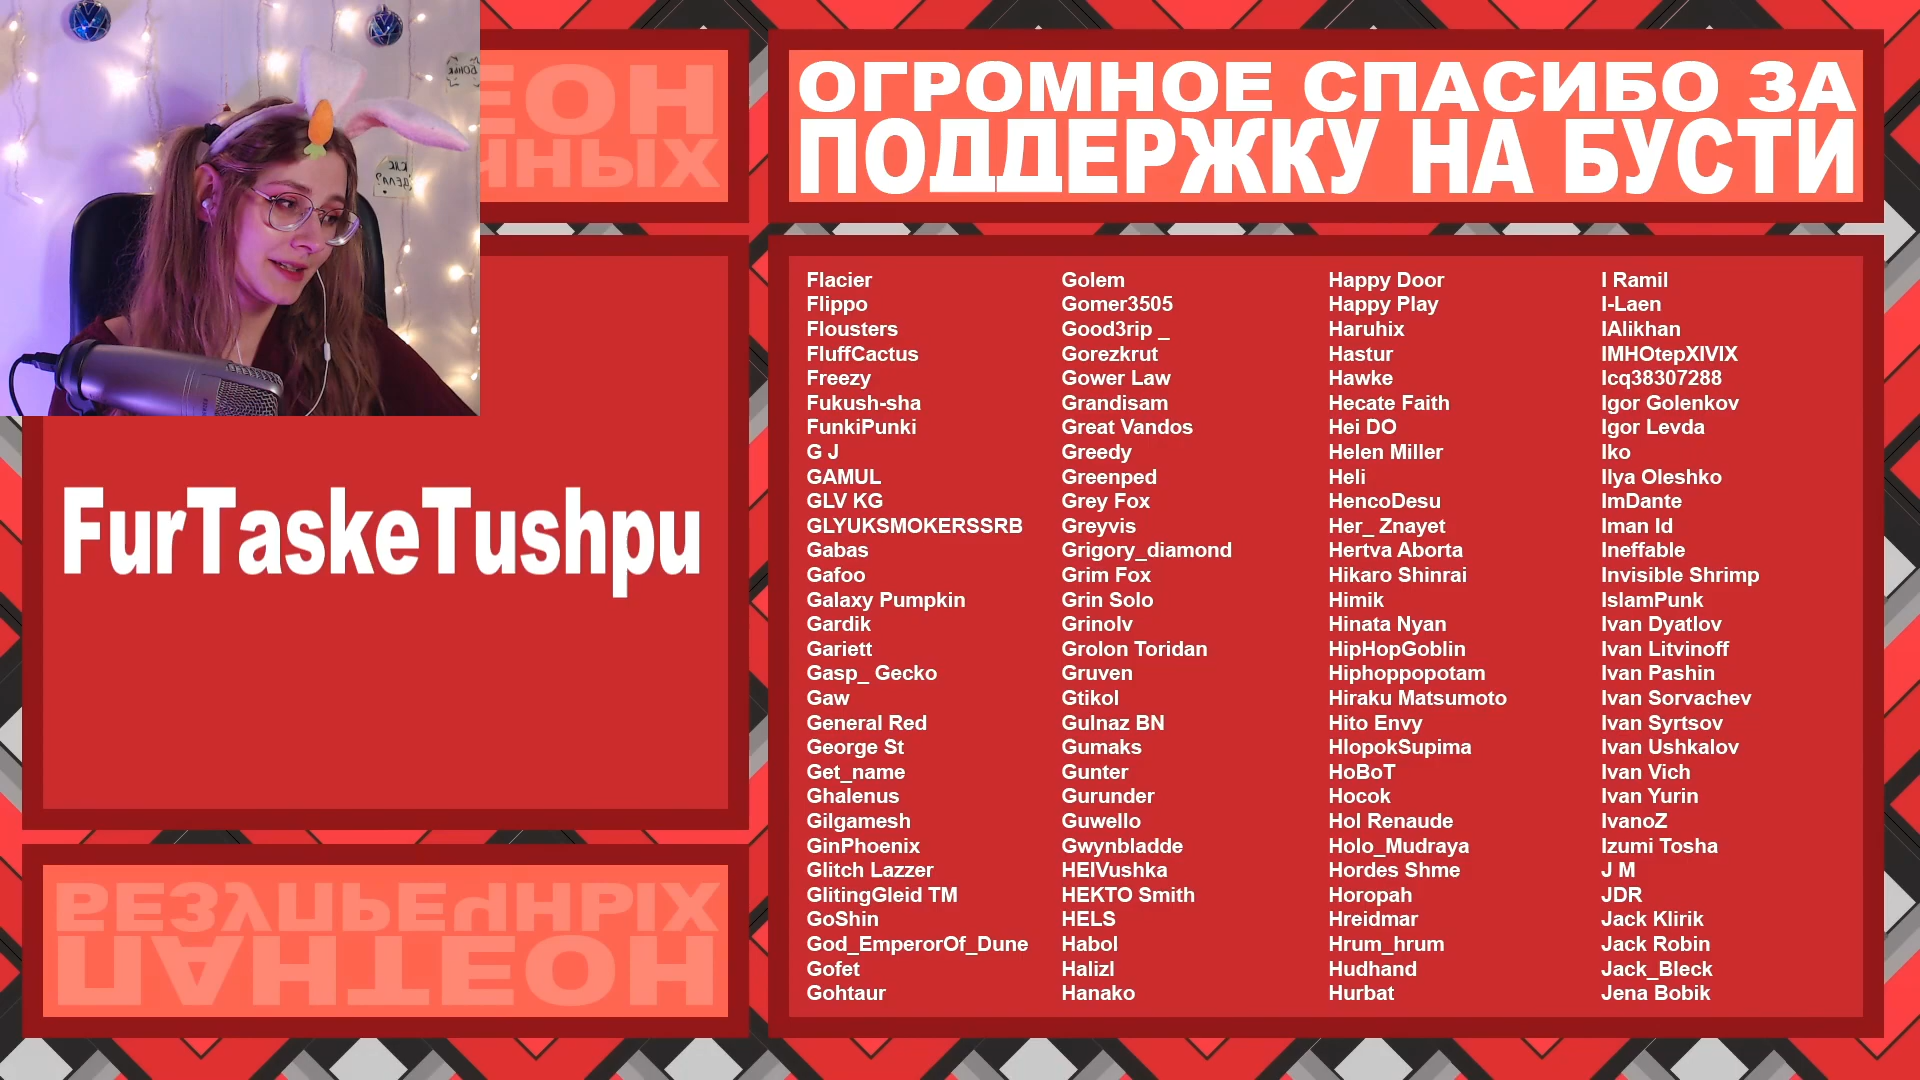 ЕОН
ЧНЫХ
ОГРОМНОЕ СПАСИБО ЗА
ПОДДЕРЖКУ НА БУСТИ
FurTaskeTushpu
РЕЗУЛЬЬЕЧНЫХ
ПАНТЕОН
Flacier
Flippo
Flousters
FluffCactus
Freezy
Fukush-sha
FunkiPunki
G J
GAMUL
GLV KG
GLYUKSMOKERSSRB
Gabas
Gafoo
Galaxy Pumpkin
Gardik
Gariett
Gasp_ Gecko
Gaw
General Red
George St
Get_name
Ghalenus
Gilgamesh
GinPhoenix
Glitch Lazzer
GlitingGleid TM
GoShin
God_EmperorOf_Dune
Gofet
Gohtaur
Golem
Gomer3505
Good3rip _
Gorezkrut
Gower Law
Grandisam
Great Vandos
Greedy
Greenped
Grey Fox
Greyvis
Grigory_diamond
Grim Fox
Grin Solo
Grinolv
Grolon Toridan
Gruven
Gtikol
Gulnaz BN
Gumaks
Gunter
Gurunder
Guwello
Gwynbladde
HEIVushka
HEKTO Smith
HELS
Habol
Halizl
Hanako
Happy Door
Happy Play
Haruhix
Hastur
Hawke
Hecate Faith
Hei DO
Helen Miller
Heli
HencoDesu
Her_ Znayet
Hertva Aborta
Hikaro Shinrai
Himik
Hinata Nyan
HipHopGoblin
Hiphoppopotam
Hiraku Matsumoto
Hito Envy
HlopokSupima
HoBoT
Hocok
Hol Renaude
Holo_Mudraya
Hordes Shme
Horopah
Hreidmar
Hrum_hrum
Hudhand
Hurbat
I Ramil
I-Laen
IAlikhan
IMHOtepXIVIX
Icq38307288
Igor Golenkov
Igor Levda
Iko
Ilya Oleshko
ImDante
Iman Id
Ineffable
Invisible Shrimp
IslamPunk
Ivan Dyatlov
Ivan Litvinoff
Ivan Pashin
Ivan Sorvachev
Ivan Syrtsov
Ivan Ushkalov
Ivan Vich
Ivan Yurin
IvanoZ
Izumi Tosha
J M
JDR
Jack Klirik
Jack Robin
Jack_Bleck
Jena Bobik